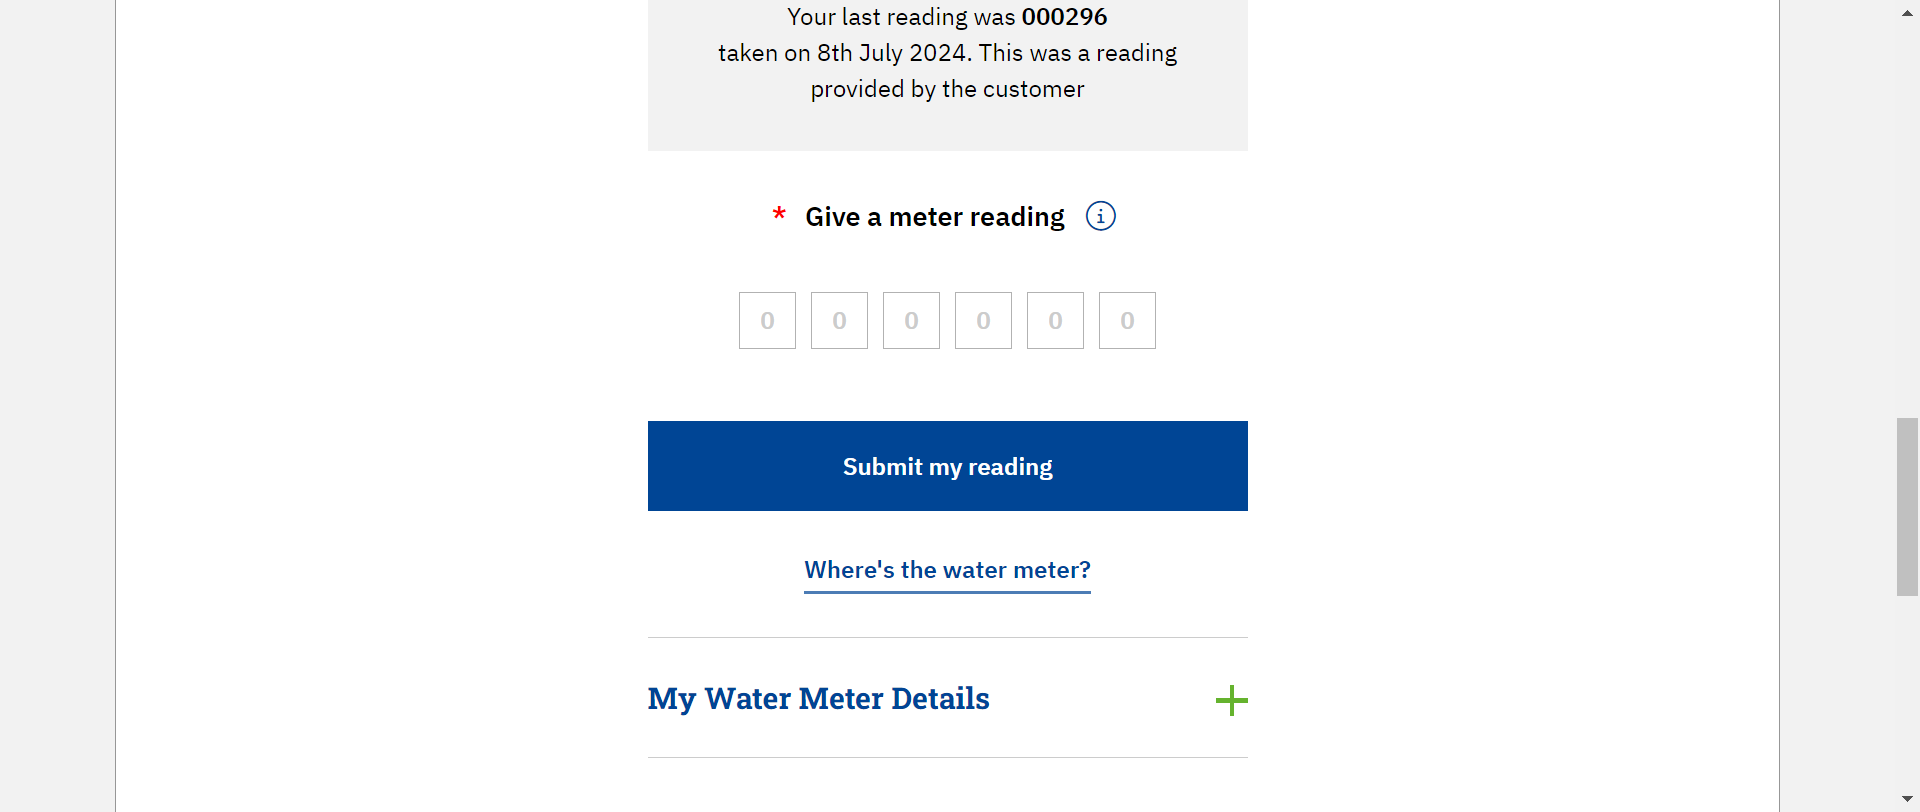 Your last reading was 000296
taken on 8th July 2024. This was a reading
provided by the customer
* Give a meter reading i
0 0 0 0 0 0
Submit my reading
Where's the water meter?
My Water Meter Details